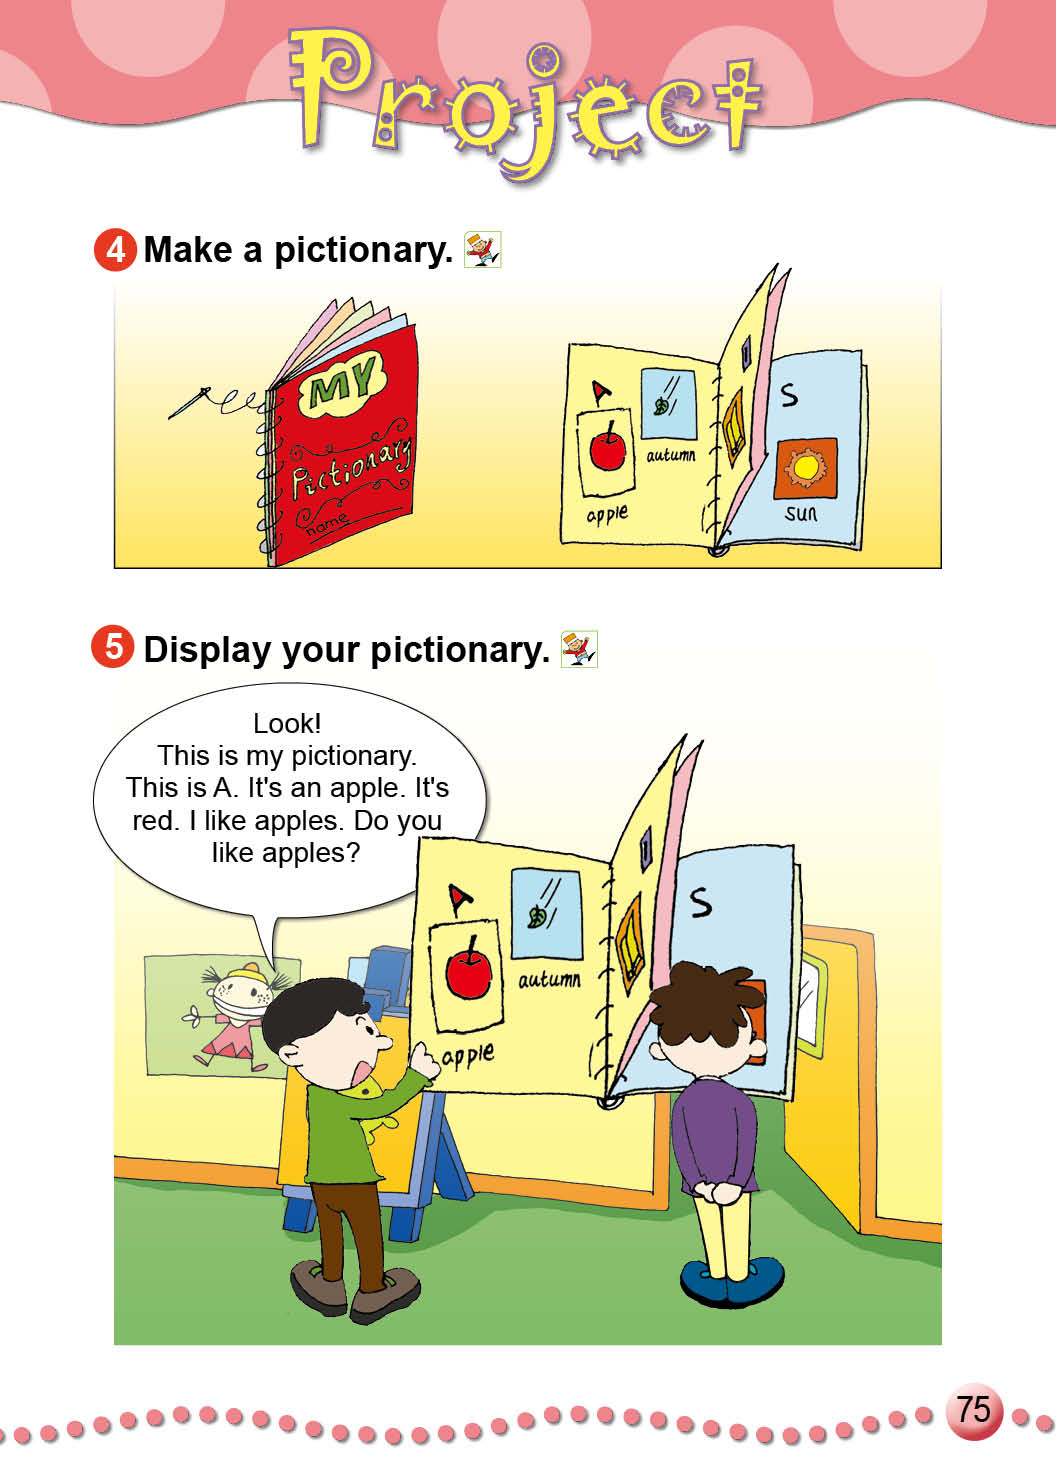 Project
4 Make a pictionary.
MY
Pictionary
name
A
apple
autumn
I
S
sun
5 Display your pictionary.
Look!
This is my pictionary.
This is A. It's an apple. It's
red. I like apples. Do you
like apples?
A
apple
autumn
I
S
75